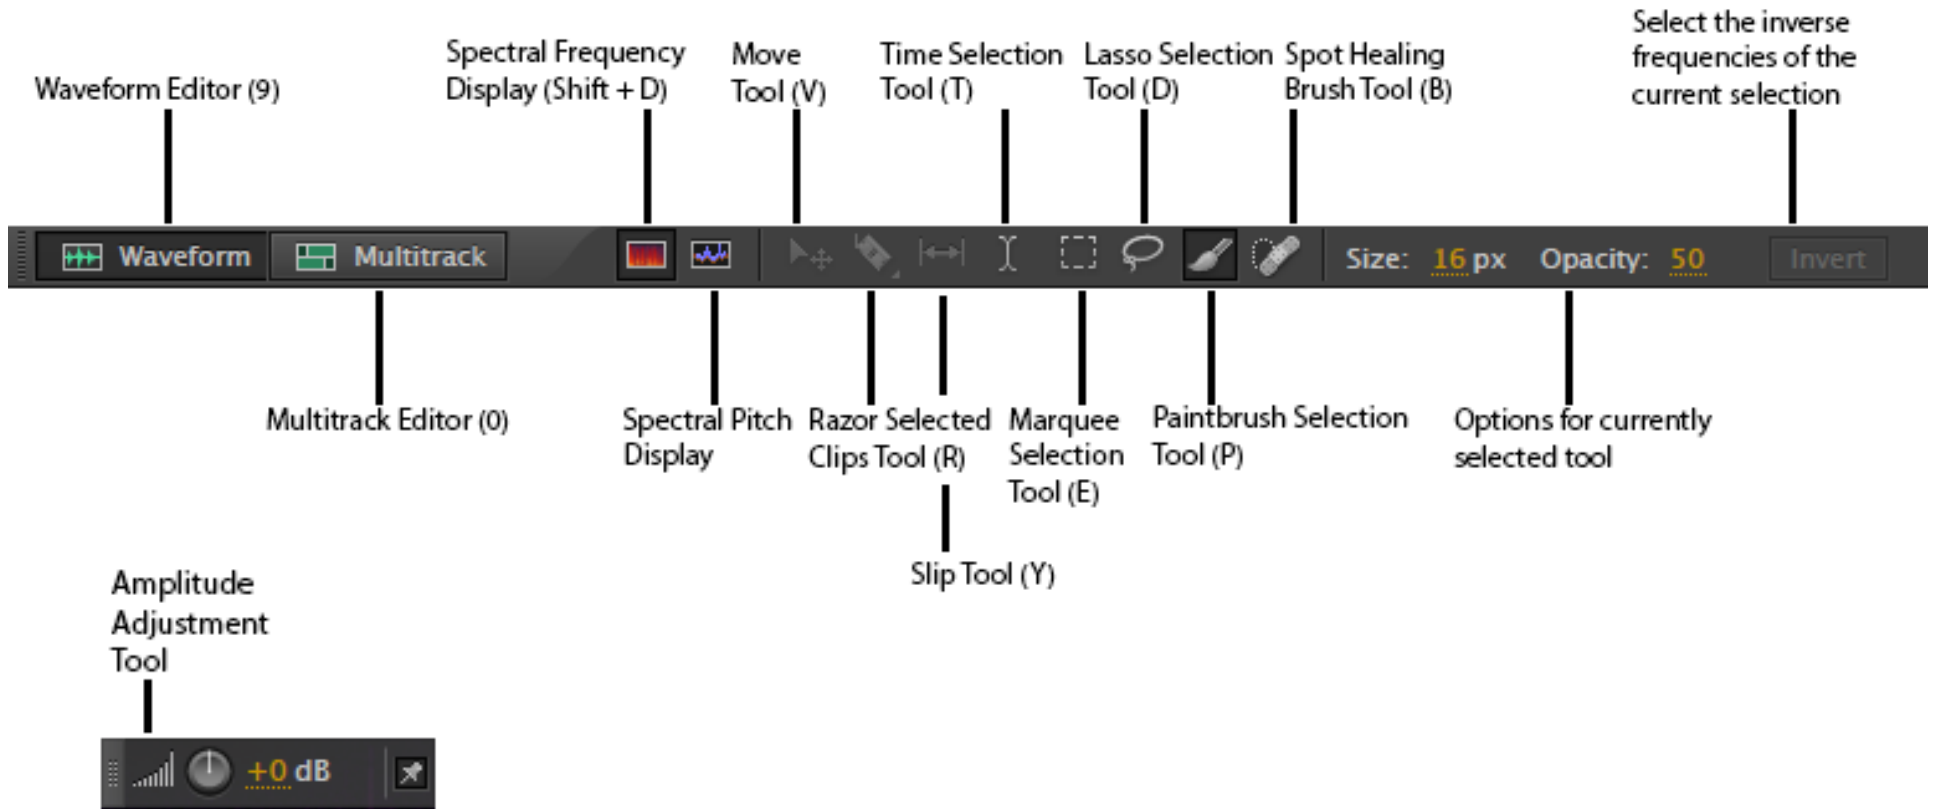 Waveform Editor (9)
Spectral Frequency
Display (Shift + D)
Move
Tool (V)
Time Selection
Tool (T)
Lasso Selection
Tool (D)
Spot Healing
Brush Tool (B)
Select the inverse
frequencies of the
current selection
Waveform
Multitrack
Size: 16 px
Opacity: 50
Invert
Multitrack Editor (0)
Spectral Pitch
Display
Razor Selected
Clips Tool (R)
Marquee
Selection
Tool (E)
Paintbrush Selection
Tool (P)
Options for currently
selected tool
Slip Tool (Y)
Amplitude
Adjustment
Tool
+0 dB